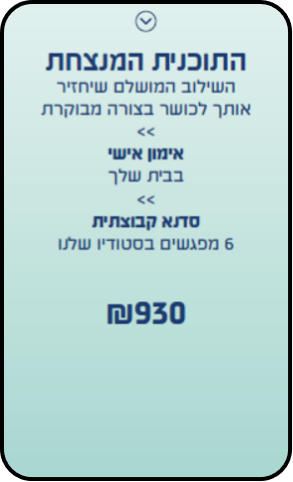 התוכנית המנצחת
השילוב המושלם שיחזיר
אותך לכושר בצורה מבוקרת
>>
אימון אישי
בבית שלך
>>
סדנא קבוצתית
6 מפגשים בסטודיו שלנו
₪930